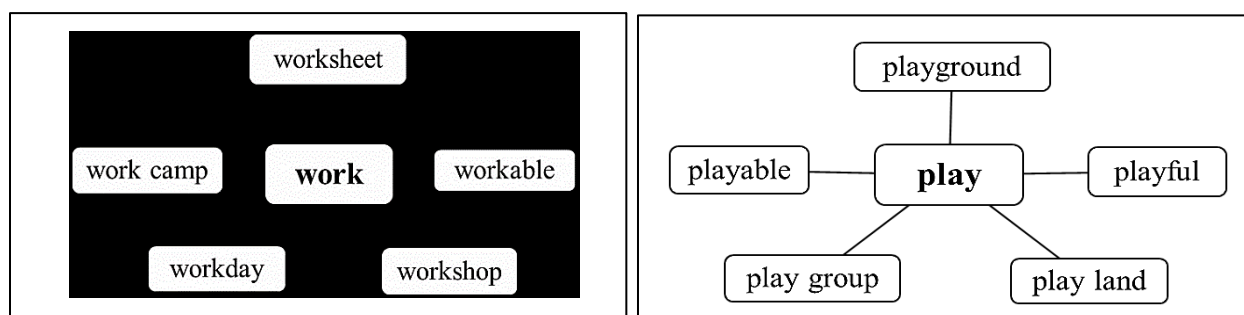 worksheet
work camp
work
workable
workday
workshop
playground
playable
play
playful
play group
play land